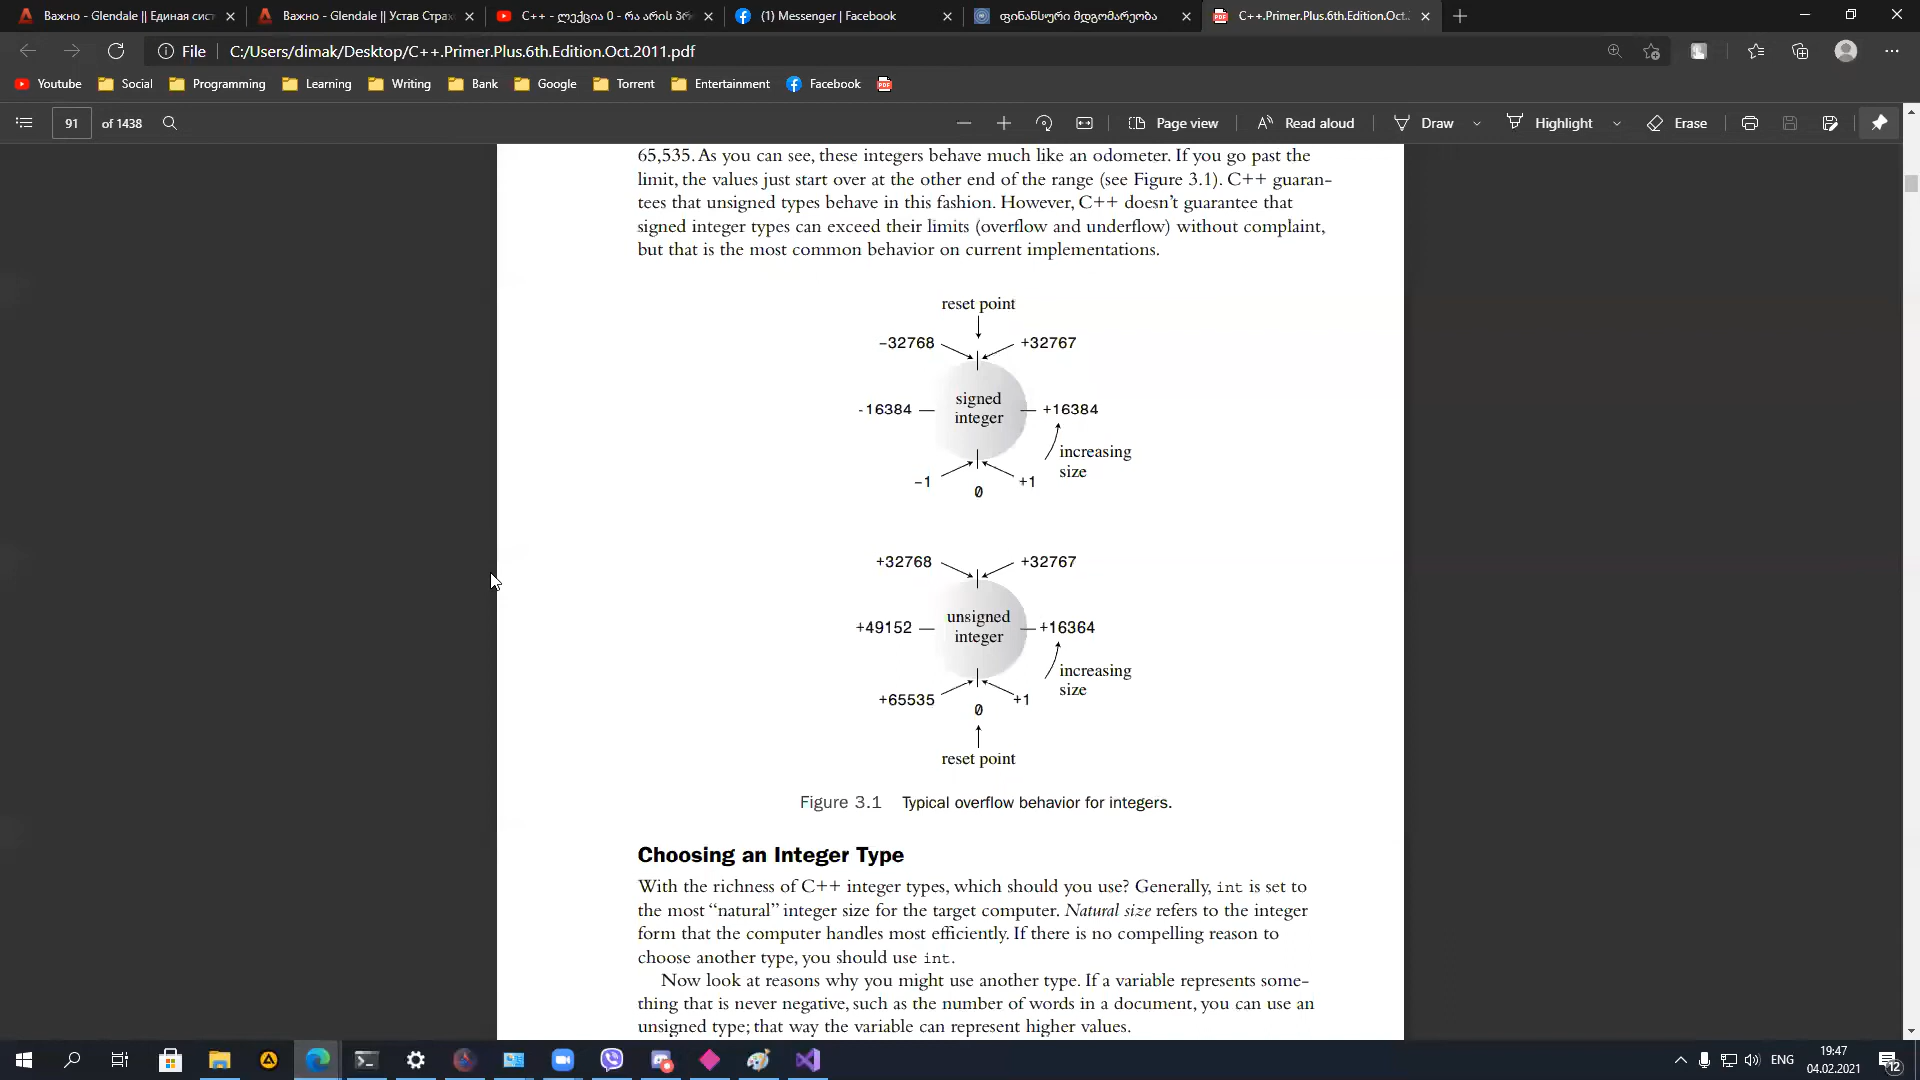 Важно - Glendale || Единая сист
Важно - Glendale || Устав Страх
C++ - ლექცია 0 - რა არის პრ
(1) Messenger | Facebook
ფინანსური მდგომარეობა
C++.Primer.Plus.6th.Edition.Oct.
File
C:/Users/dimak/Desktop/C++.Primer.Plus.6th.Edition.Oct.2011.pdf
Youtube Social Programming Learning Writing Bank Google Torrent Entertainment Facebook
91 of 1438 Page view Read aloud Draw Highlight Erase
65,535. As you can see, these integers behave much like an odometer. If you go past the
limit, the values just start over at the other end of the range (see Figure 3.1). C++ guaran-
tees that unsigned types behave in this fashion. However, C++ doesn't guarantee that
signed integer types can exceed their limits (overflow and underflow) without complaint,
but that is the most common behavior on current implementations.
reset point
–32768 +32767
signed
integer
-16384 +16384
increasing
size
–1 0 +1
+32768 +32767
unsigned
integer
+49152 +16364
increasing
size
+65535 0 +1
reset point
Figure 3.1 Typical overflow behavior for integers.
Choosing an Integer Type
With the richness of C++ integer types, which should you use? Generally, int is set to
the most “natural” integer size for the target computer. Natural size refers to the integer
form that the computer handles most efficiently. If there is no compelling reason to
choose another type, you should use int.
Now look at reasons why you might use another type. If a variable represents some-
thing that is never negative, such as the number of words in a document, you can use an
unsigned type; that way the variable can represent higher values.
ENG
19:47
04.02.2021
12